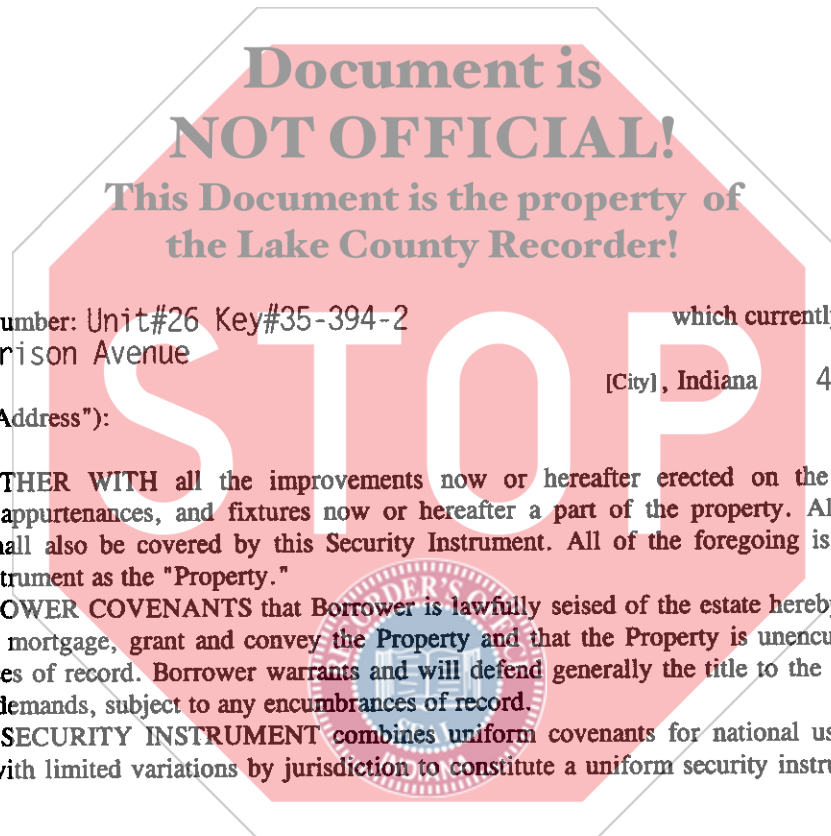 Document is
NOT OFFICIAL!
This Document is the property of
the Lake County Recorder!
umber: Unit#26 Key#35-394-2 which currently
rison Avenue
[City], Indiana 4
Address"):
STOP
THER WITH all the improvements now or hereafter erected on the
appurtenances, and fixtures now or hereafter a part of the property. Al
all also be covered by this Security Instrument. All of the foregoing is
trument as the "Property."
OWER COVENANTS that Borrower is lawfully seised of the estate hereby
mortgage, grant and convey the Property and that the Property is unencu
es of record. Borrower warrants and will defend generally the title to the
demands, subject to any encumbrances of record.
SECURITY INSTRUMENT combines uniform covenants for national us
with limited variations by jurisdiction to constitute a uniform security instru
SEAL